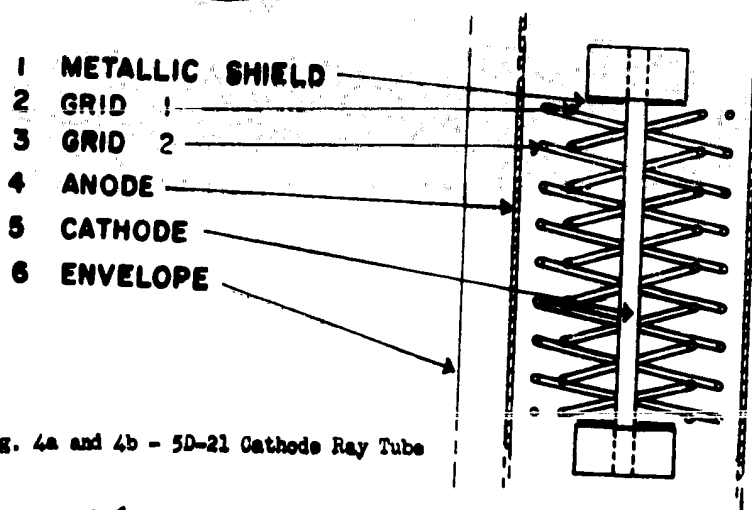 1 METALLIC SHIELD
2 GRID 1
3 GRID 2
4 ANODE
5 CATHODE
6 ENVELOPE
g. 4a and 4b - 5D-21 Cathode Ray Tube